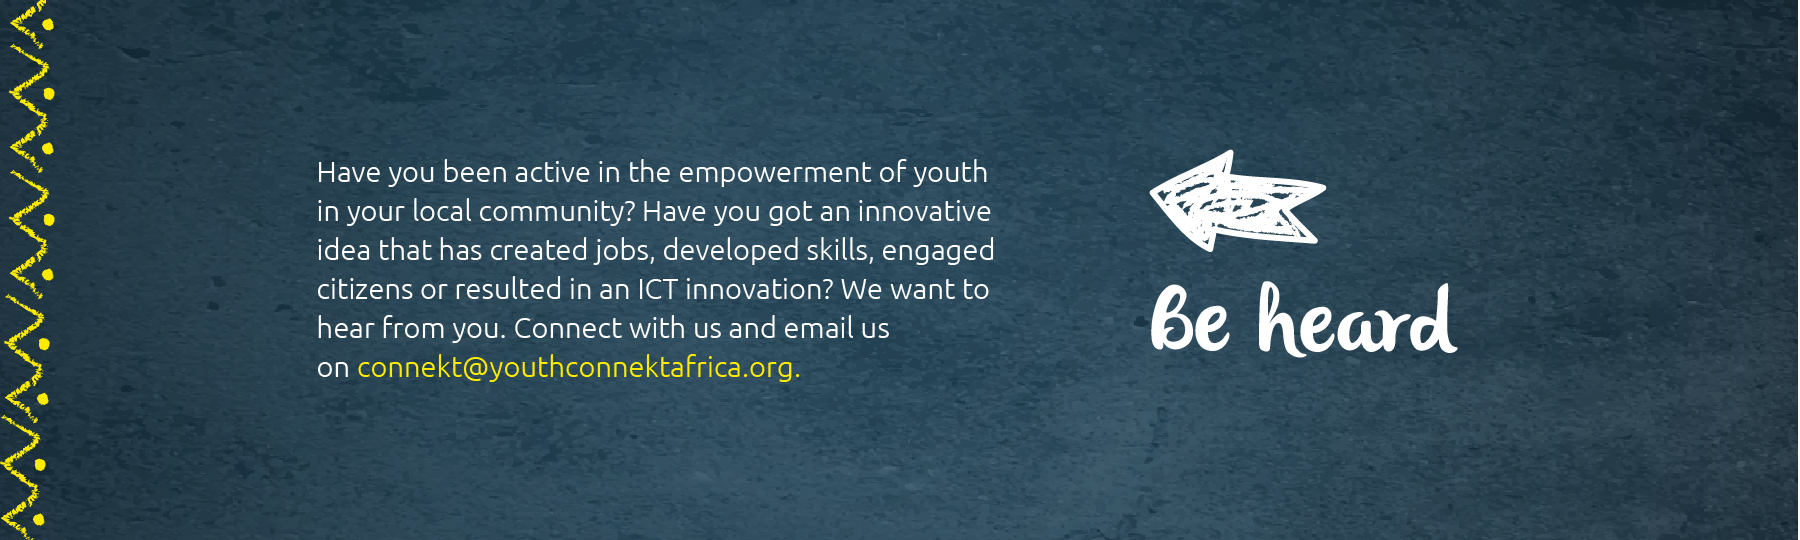 Have you been active in the empowerment of youth
in your local community? Have you got an innovative
idea that has created jobs, developed skills, engaged
citizens or resulted in an ICT innovation? We want to
hear from you. Connect with us and email us
on connekt@youthconnektafrica.org.
Be heard